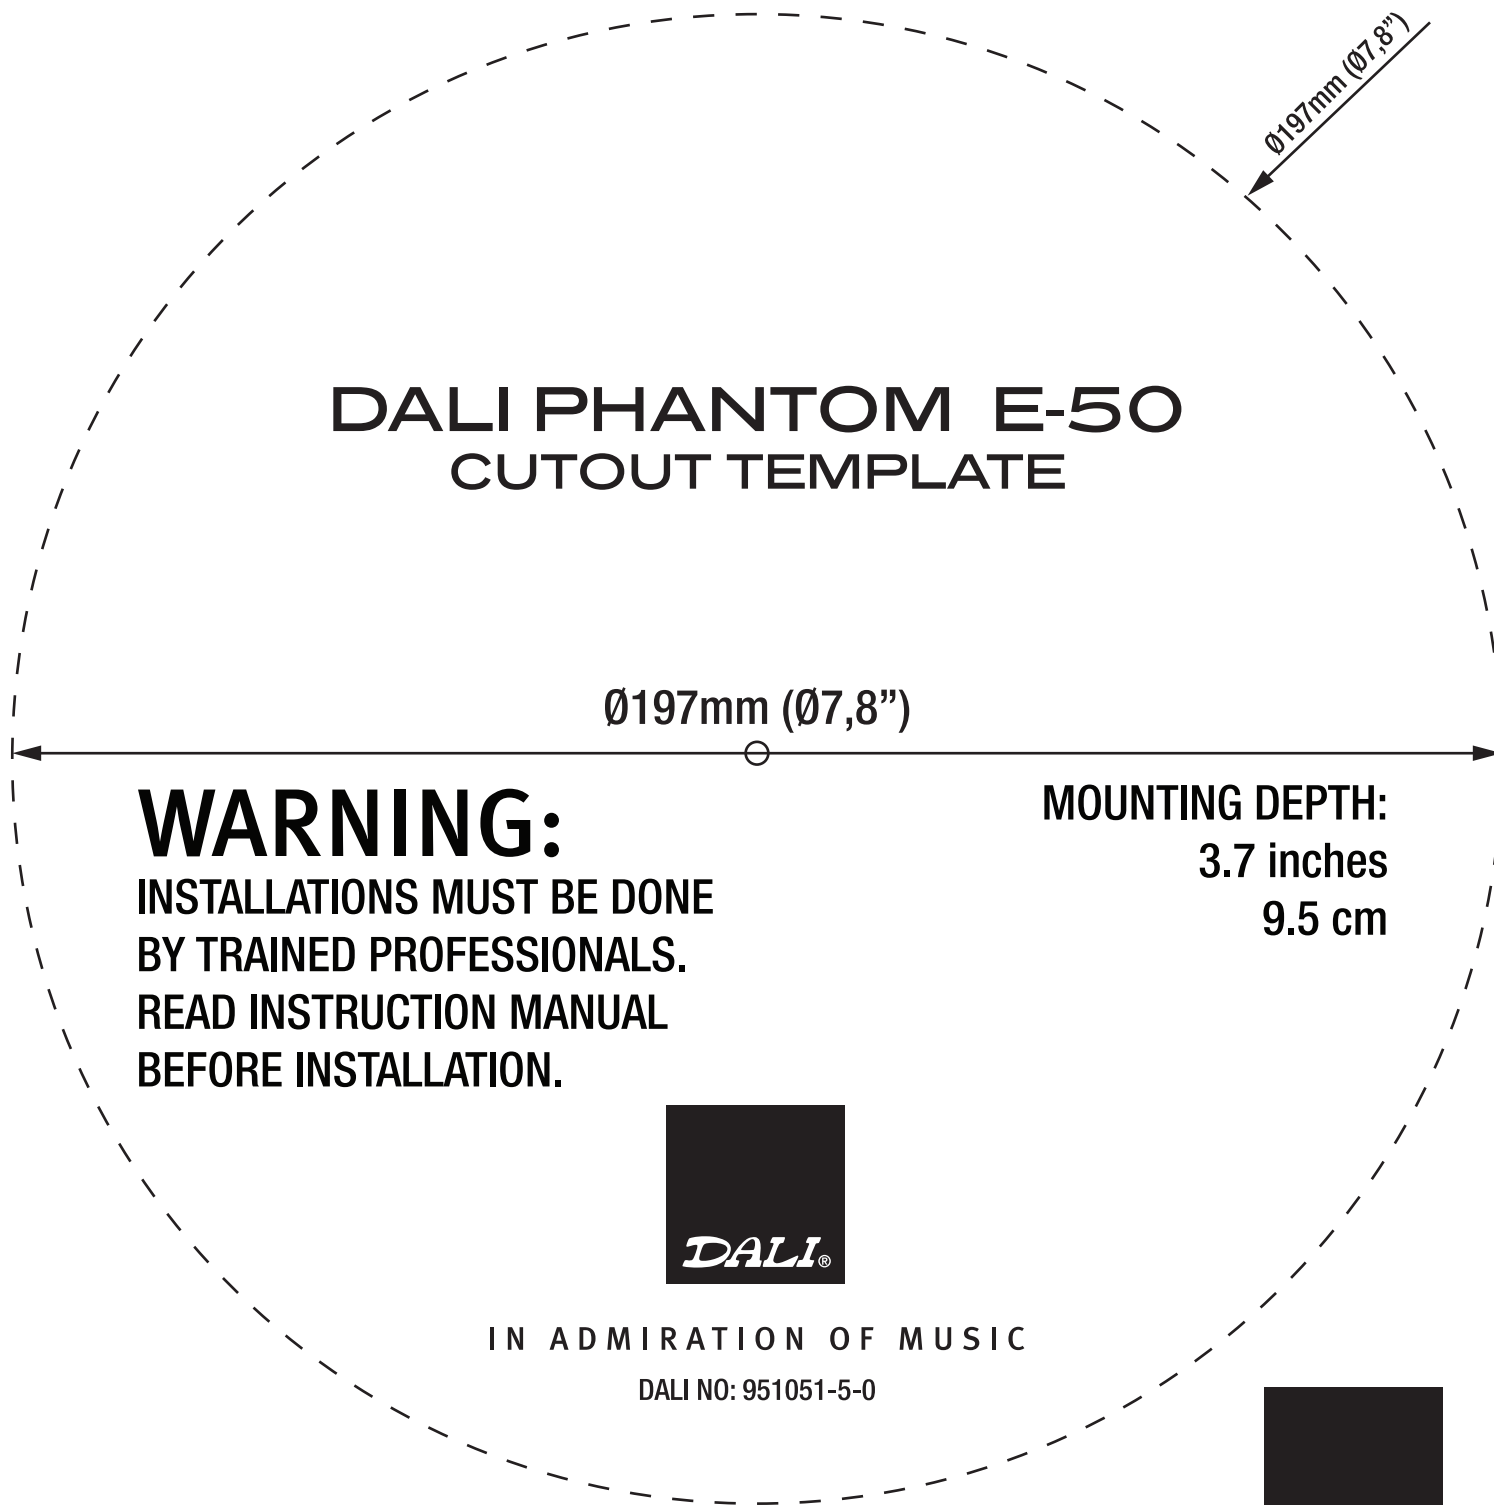 Ø197mm (Ø7,8”)
DALI PHANTOM E-50
CUTOUT TEMPLATE
Ø197mm (Ø7,8”)
WARNING:
INSTALLATIONS MUST BE DONE
BY TRAINED PROFESSIONALS.
READ INSTRUCTION MANUAL
BEFORE INSTALLATION.
MOUNTING DEPTH:
3.7 inches
9.5 cm
DALI®
IN ADMIRATION OF MUSIC
DALI NO: 951051-5-0